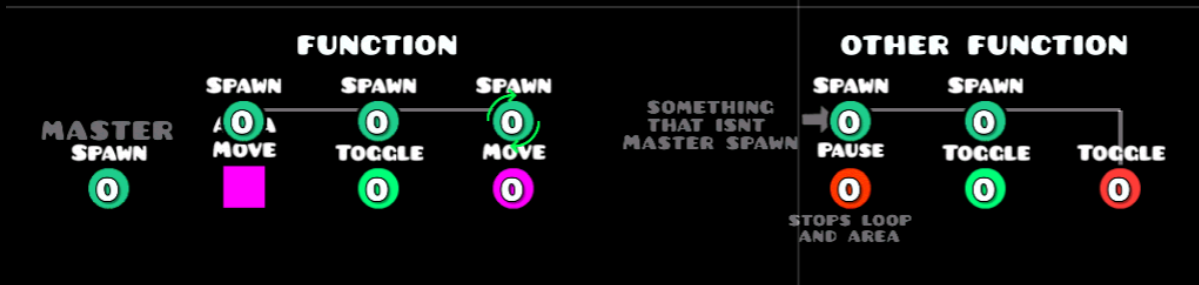 FUNCTION
OTHER FUNCTION
SPAWN
SPAWN
SPAWN
SPAWN
SPAWN
0
0
0
0
0
SOMETHING
THAT ISNT
MASTER SPAWN
MASTER
SPAWN
MOVE
TOGGLE
MOVE
PAUSE
TOGGLE
TOGGLE
0
0
0
0
0
0
STOPS LOOP
AND AREA